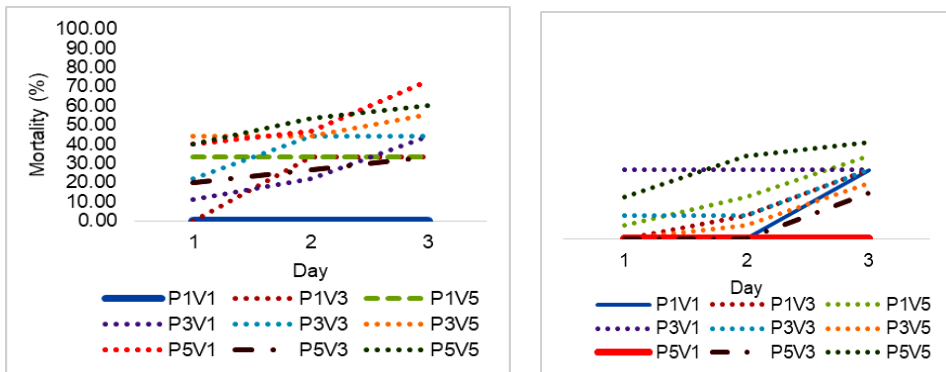 100.00
90.00
80.00
70.00
60.00
50.00
40.00
30.00
20.00
10.00
0.00
Mortality (%)
1 2 3
Day
P1V1 P1V3 P1V5
P3V1 P3V3 P3V5
P5V1 P5V3 P5V5
1 2 3
Day
P1V1 P1V3 P1V5
P3V1 P3V3 P3V5
P5V1 P5V3 P5V5